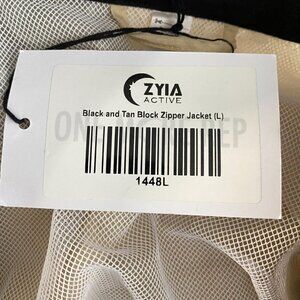 ZYIA
ACTIVE
Black and Tan Block Zipper Jacket (L)
1448L